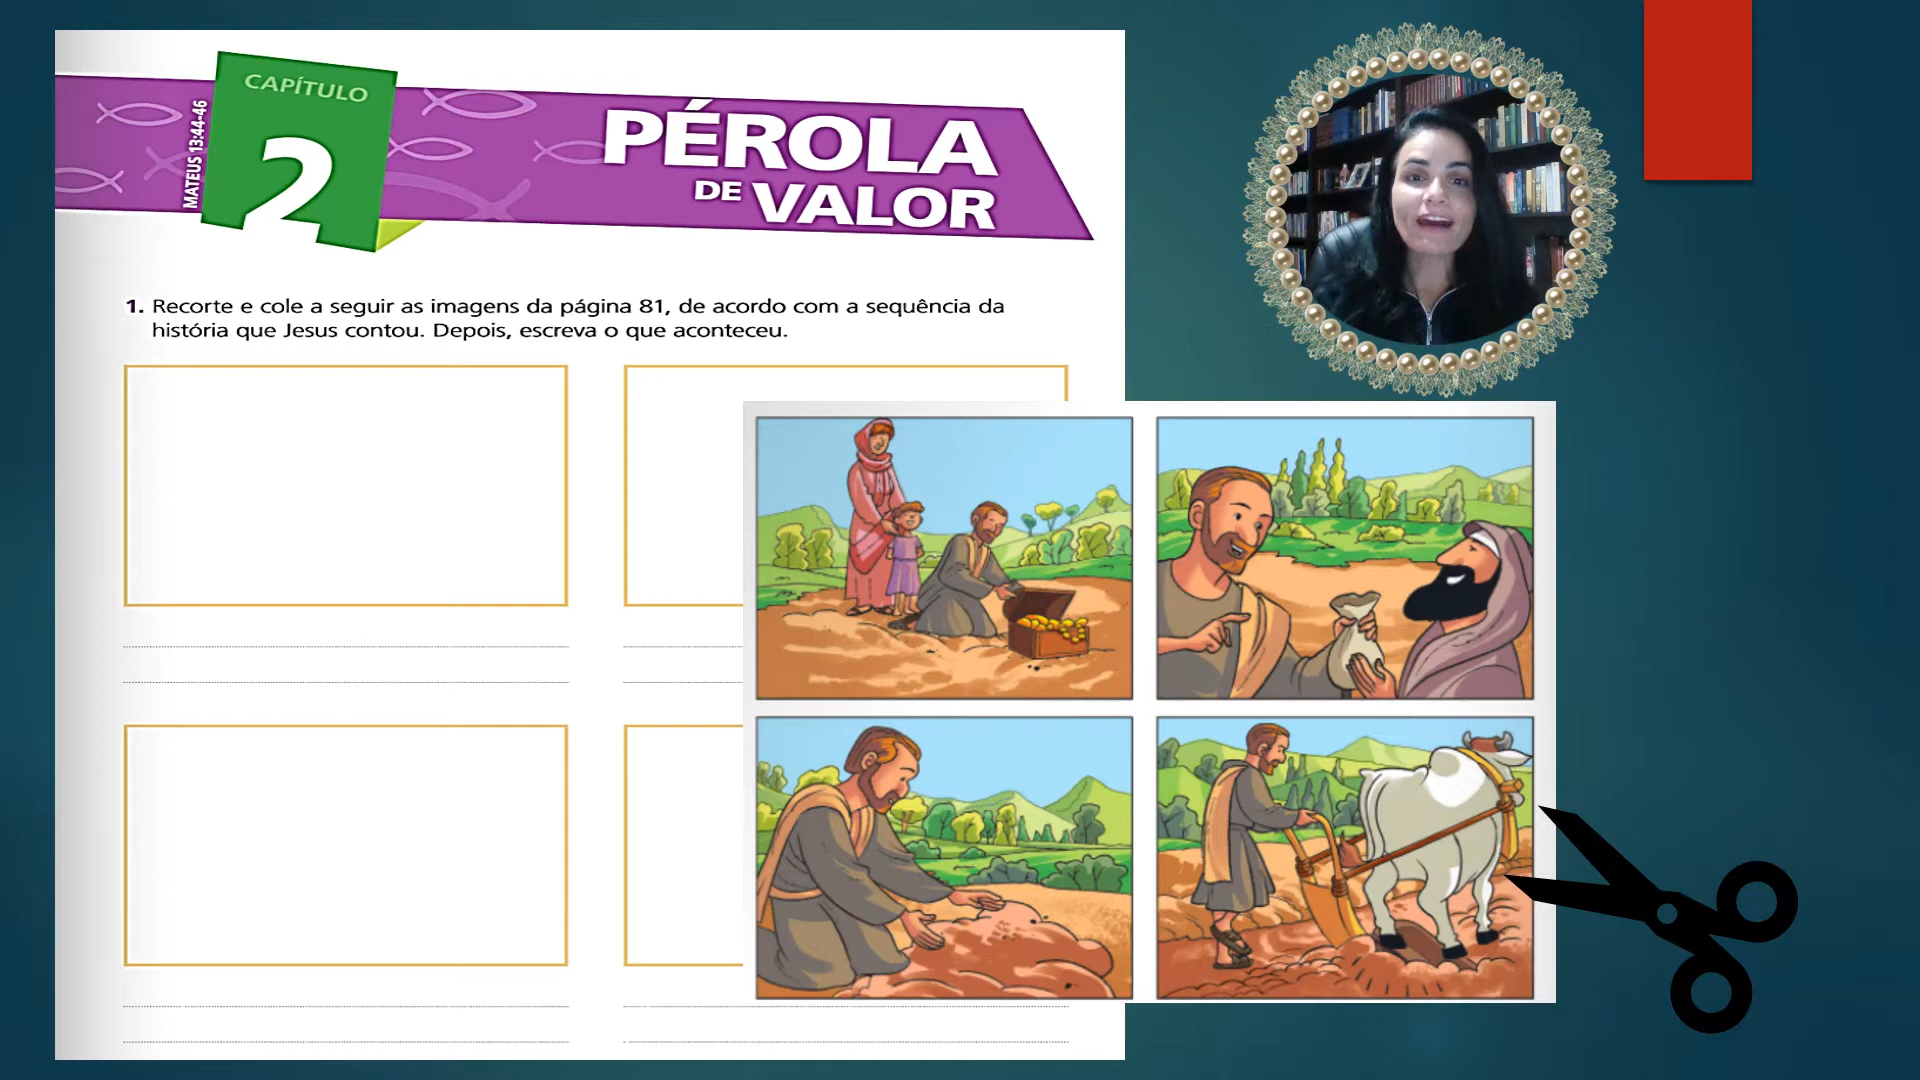 CAPÍTULO
2
MATEUS 13:44-46
PÉROLA
DE VALOR
1. Recorte e cole a seguir as imagens da página 81, de acordo com a sequência da
história que Jesus contou. Depois, escreva o que aconteceu.